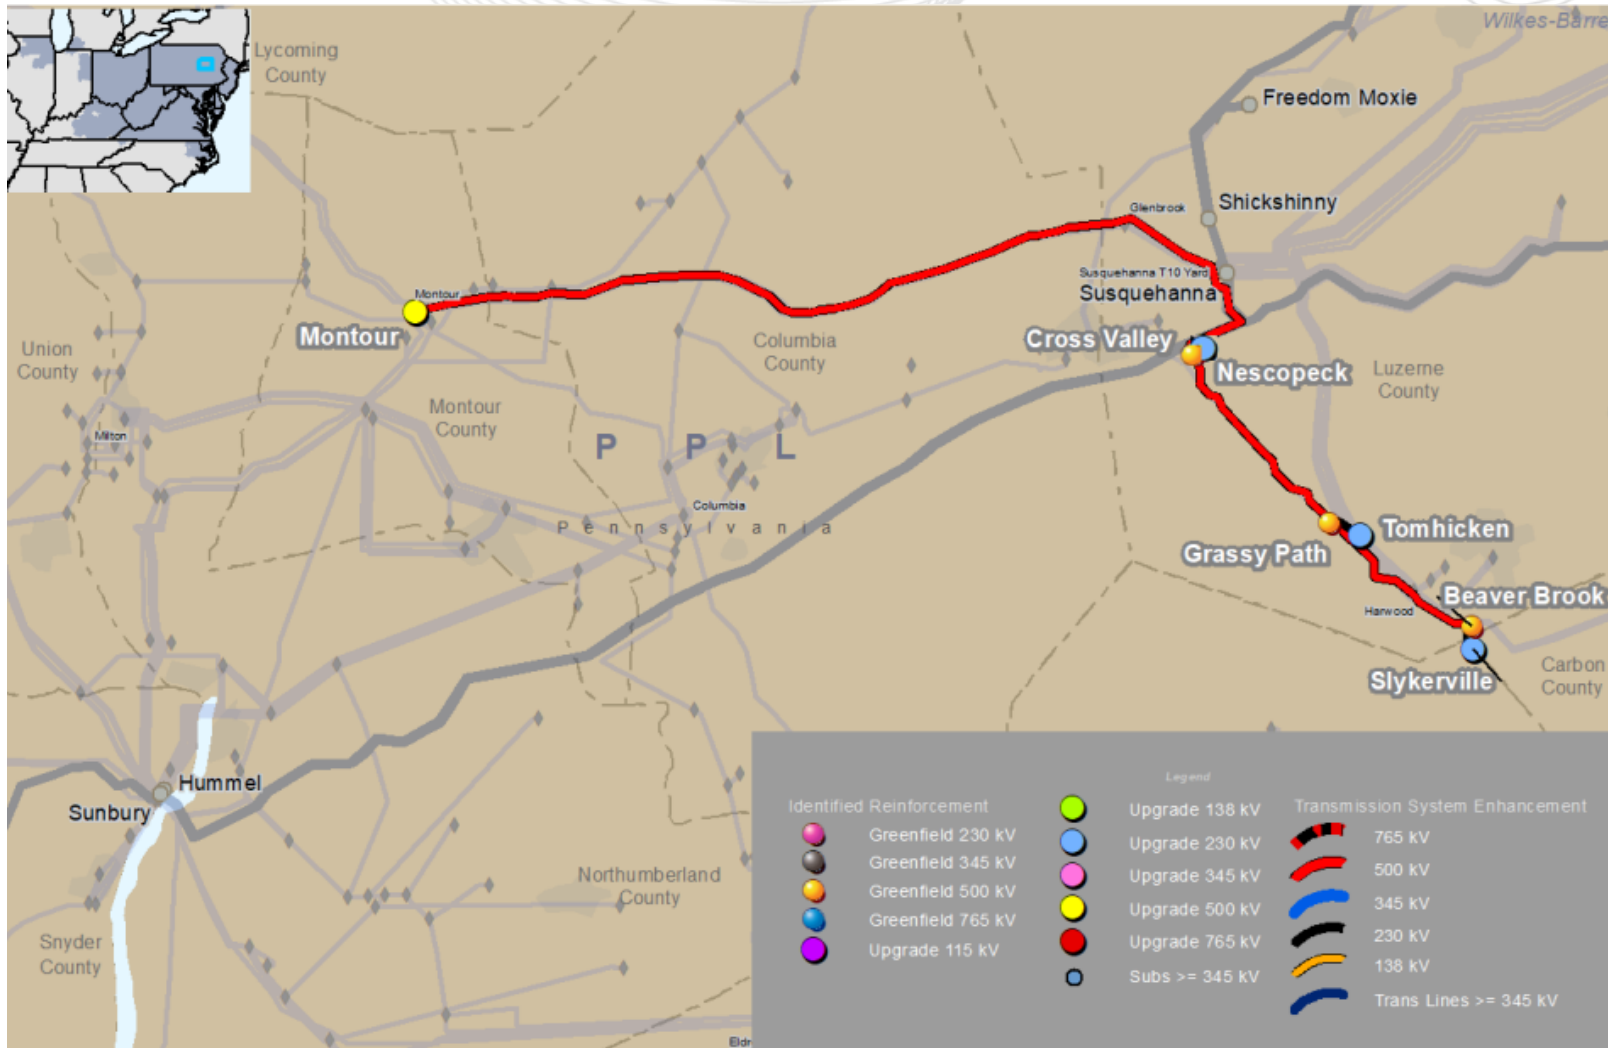 Wilkes-Barre
Lycoming
County
Freedom Moxie
Shickshinny
Glenbrook
Susquehanna T10 Yard
Susquehanna
Montour
Montour
Cross Valley
Nescopeck
Union
County
Columbia
County
Luzerne
County
Montour
County
Milton
P P L
Columbia
Pennsylvania
Tomhicken
Grassy Path
Beaver Brook
Harwood
Slykerville
Carbon
County
Hummel
Sunbury
Northumberland
County
Snyder
County
Legend
Identified Reinforcement
Greenfield 230 kV
Greenfield 345 kV
Greenfield 500 kV
Greenfield 765 kV
Upgrade 115 kV
Upgrade 138 kV
Upgrade 230 kV
Upgrade 345 kV
Upgrade 500 kV
Upgrade 765 kV
Subs >= 345 kV
Transmission System Enhancement
765 kV
500 kV
345 kV
230 kV
138 kV
Trans Lines >= 345 kV